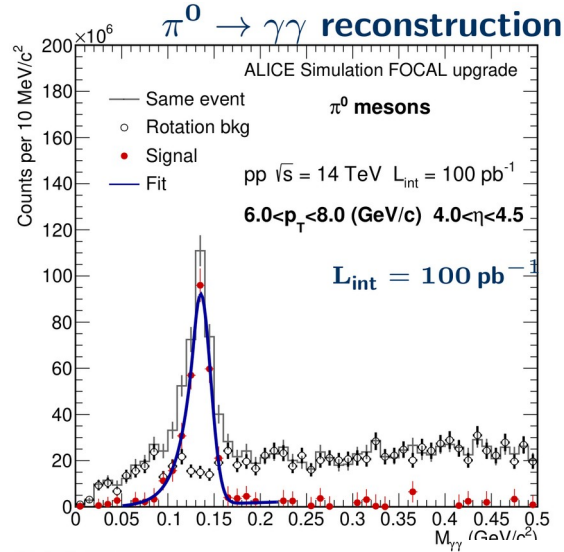 π⁰ → γγ reconstruction
×10⁶
ALICE Simulation FOCAL upgrade
π⁰ mesons
Same event
Rotation bkg
Signal
Fit
pp √s = 14 TeV L_int = 100 pb⁻¹
6.0<p_T<8.0 (GeV/c) 4.0<η<4.5
L_int = 100 pb⁻¹
Counts per 10 MeV/c²
200
180
160
140
120
100
80
60
40
20
0
0 0.05 0.1 0.15 0.2 0.25 0.3 0.35 0.4 0.45 0.5
M_γγ (GeV/c²)